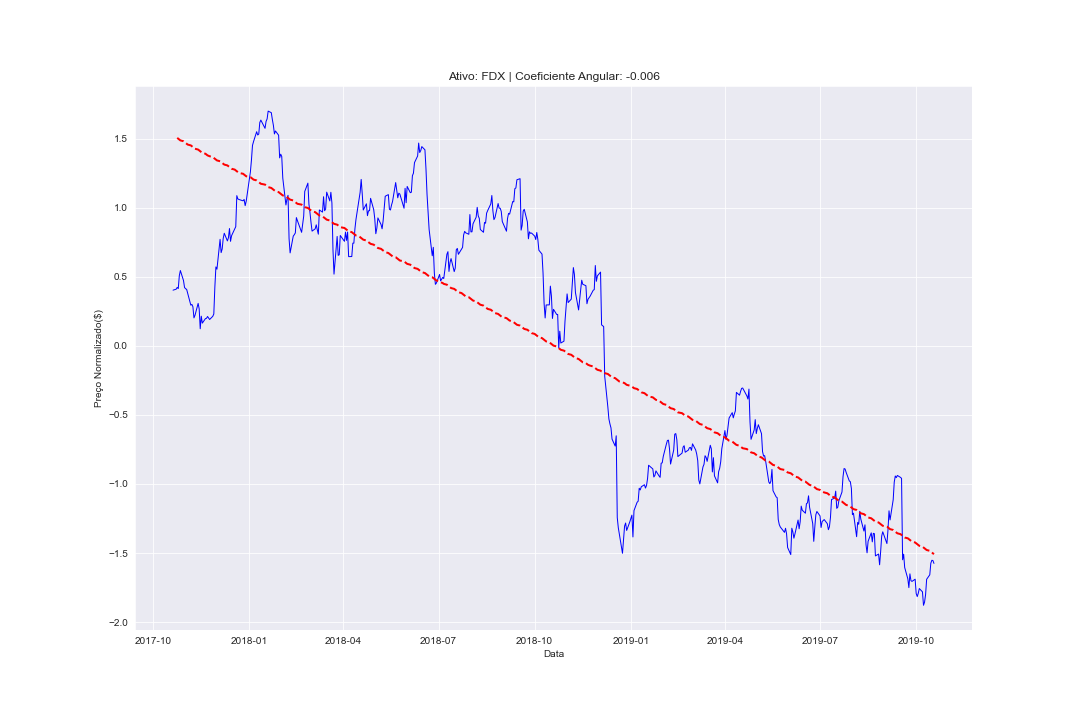 Ativo: FDX | Coeficiente Angular: -0.006
Preço Normalizado($)
1.5
1.0
0.5
0.0
−0.5
−1.0
−1.5
−2.0
2017-10 2018-01 2018-04 2018-07 2018-10 2019-01 2019-04 2019-07 2019-10
Data